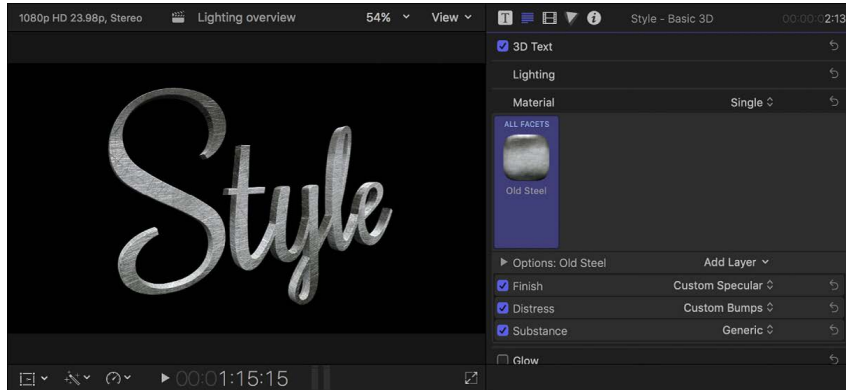 1080p HD 23.98p, Stereo
Lighting overview
54%
View
T
i
Style - Basic 3D
00:00:02:13
3D Text
Lighting
Material
Single
ALL FACETS
Old Steel
Style
Options: Old Steel
Add Layer
Finish
Custom Specular
Distress
Custom Bumps
Substance
Generic
Glow
00:01:15:15